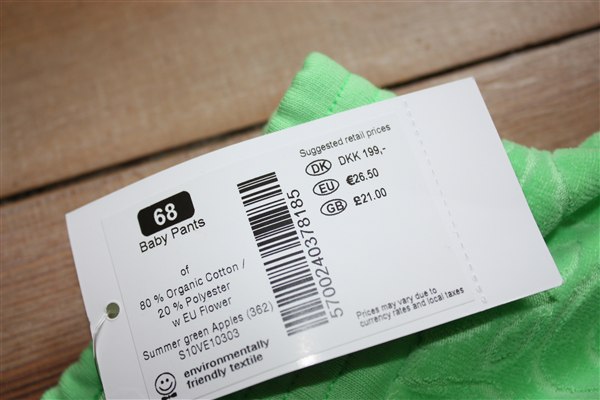 68
Baby Pants
of
80 % Organic Cotton /
20 % Polyester
w EU Flower
Summer green Apples (362)
S10VE10303
environmentally
friendly textile
5700240378185
Suggested retail prices
DK DKK 199,-
EU €26.50
GB £21.00
Prices may vary due to
currency rates and local taxes